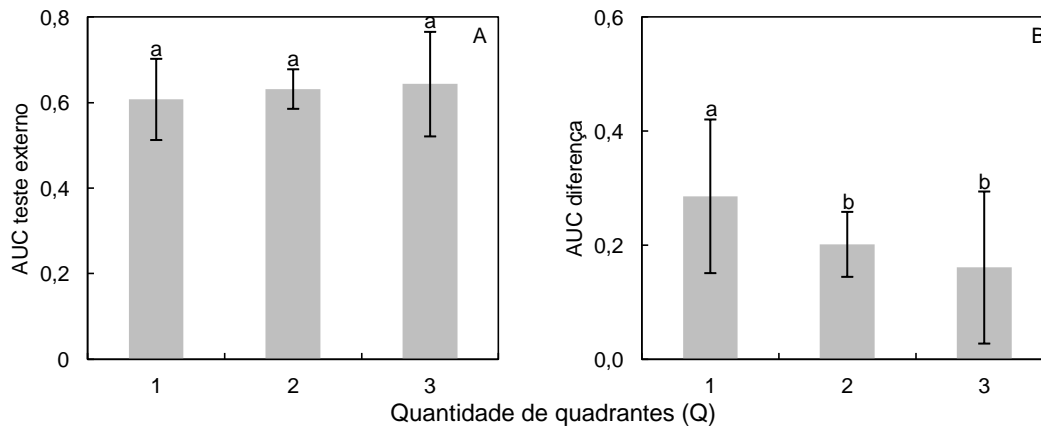 0,8
0,6
0,4
0,2
0
AUC teste externo
A
a
a
a
1
2
3
0,6
0,4
0,2
0,0
AUC diferença
B
a
b
b
1
2
3
Quantidade de quadrantes (Q)